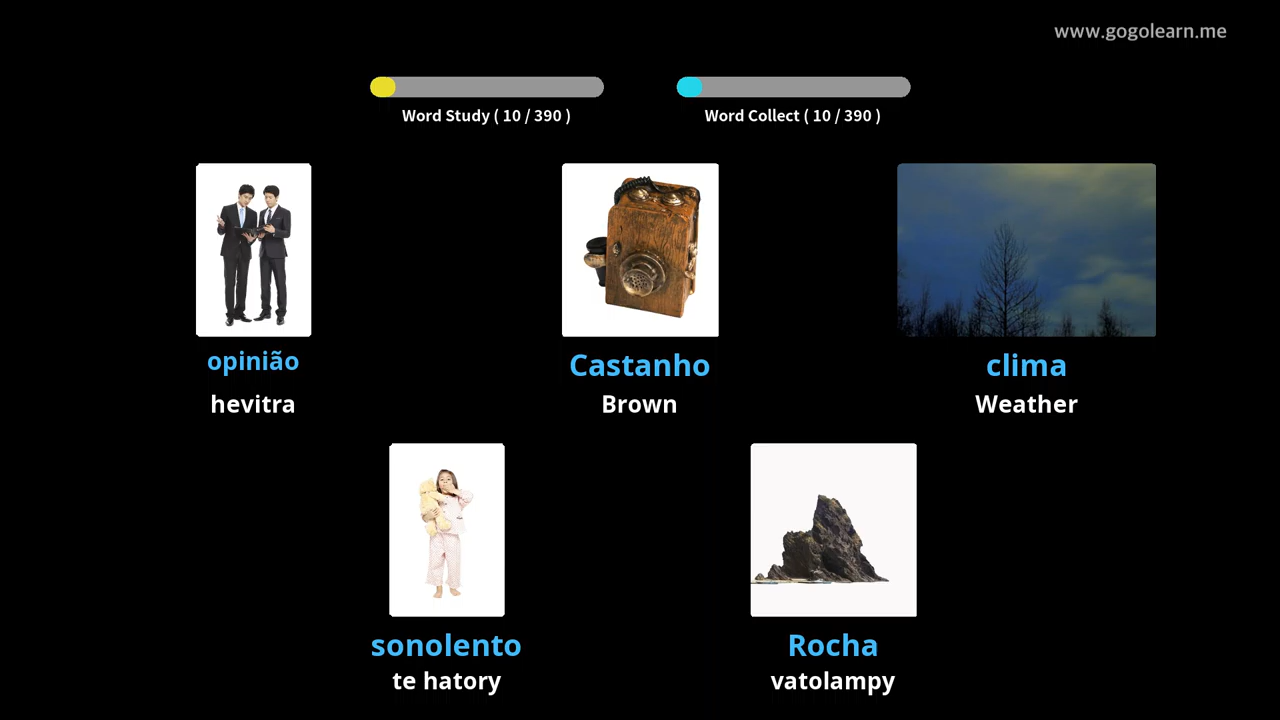 www.gogolearn.me
Word Study ( 10 / 390 )
Word Collect ( 10 / 390 )
opinião
hevitra
Castanho
Brown
clima
Weather
sonolento
te hatory
Rocha
vatolampy